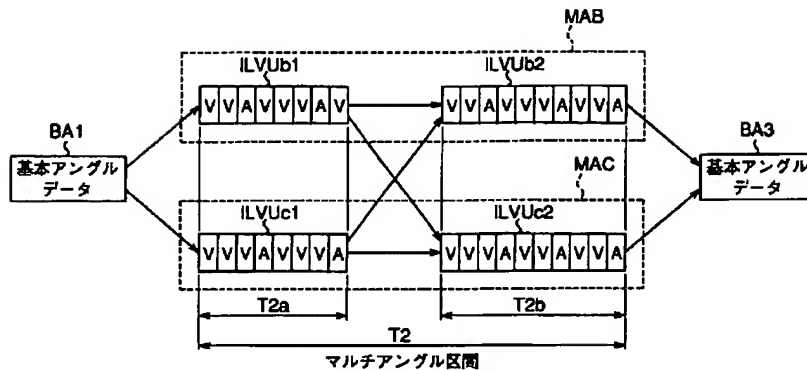 MAB
ILVUb1
ILVUb2
V V A V V V A V
V V A V V V A V V A
BA1
基本アングル
データ
BA3
基本アングル
データ
MAC
ILVUc1
ILVUc2
V V V A V V V A
V V V A V V A V V A
T2a
T2b
T2
マルチアングル区間